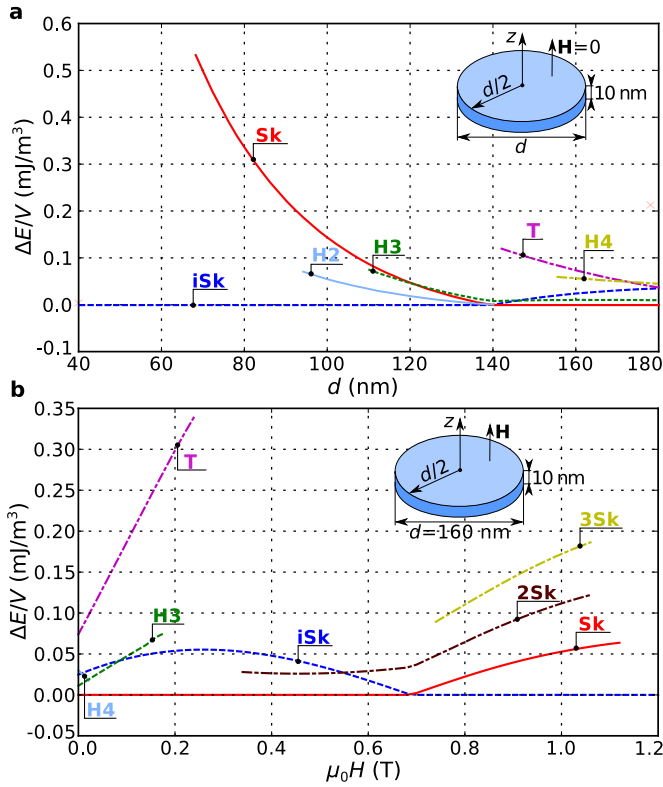 a
0.6
0.5
0.4
0.3
0.2
0.1
0.0
-0.1
ΔE/V (mJ/m³)
z
H=0
d/2
10 nm
d
Sk
H2
H3
T
H4
iSk
40 60 80 100 120 140 160 180
d (nm)
b
0.35
0.30
0.25
0.20
0.15
0.10
0.05
0.00
-0.05
ΔE/V (mJ/m³)
z
H
d/2
10 nm
d=160 nm
T
3Sk
H3
iSk
2Sk
Sk
H4
0.0 0.2 0.4 0.6 0.8 1.0 1.2
μ₀H (T)